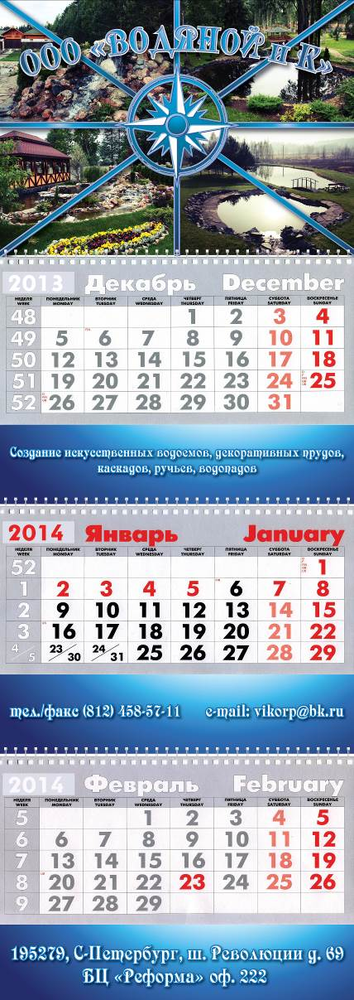 ООО «ВОДЯНОЙ и К»
2013 Декабрь December
НЕДЕЛЯ ПОНЕДЕЛЬНИК ВТОРНИК СРЕДА ЧЕТВЕРГ ПЯТНИЦА СУББОТА ВОСКРЕСЕНЬЕ
WEEK MONDAY TUESDAY WEDNESDAY THURSDAY FRIDAY SATURDAY SUNDAY
48 1 2 3 4
49 5 6 7 8 9 10 11
50 12 13 14 15 16 17 18
51 19 20 21 22 23 24 25
52 26 27 28 29 30 31
Создание искусственных водоемов, декоративных прудов,
каскадов, ручьев, водопадов
2014 Январь January
НЕДЕЛЯ ПОНЕДЕЛЬНИК ВТОРНИК СРЕДА ЧЕТВЕРГ ПЯТНИЦА СУББОТА ВОСКРЕСЕНЬЕ
WEEK MONDAY TUESDAY WEDNESDAY THURSDAY FRIDAY SATURDAY SUNDAY
52 1
1 2 3 4 5 6 7 8
2 9 10 11 12 13 14 15
3 16 17 18 19 20 21 22
4/5 23/30 24/31 25 26 27 28 29
тел./факс (812) 458-57-11 e-mail: vikorp@bk.ru
2014 Февраль February
НЕДЕЛЯ ПОНЕДЕЛЬНИК ВТОРНИК СРЕДА ЧЕТВЕРГ ПЯТНИЦА СУББОТА ВОСКРЕСЕНЬЕ
WEEK MONDAY TUESDAY WEDNESDAY THURSDAY FRIDAY SATURDAY SUNDAY
5 1 2 3 4 5
6 6 7 8 9 10 11 12
7 13 14 15 16 17 18 19
8 20 21 22 23 24 25 26
9 27 28 29
195279, С-Петербург, ш. Революции д. 69
БЦ «Реформа» оф. 222